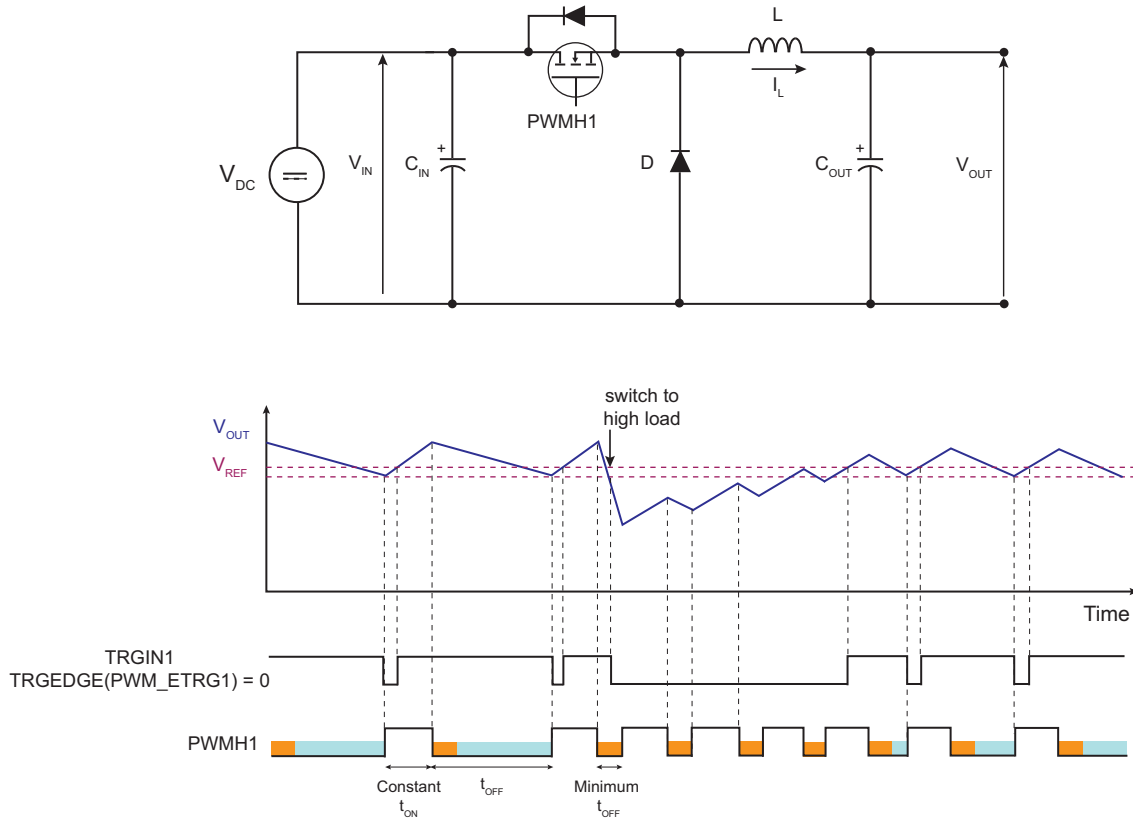 L
I_L
PWMH1
V_DC
V_IN
+
C_IN
D
+
C_OUT
V_OUT
switch to
high load
V_OUT
V_REF
Time
TRGIN1
TRGEDGE(PWM_ETRG1) = 0
PWMH1
Constant
t_ON
t_OFF
Minimum
t_OFF